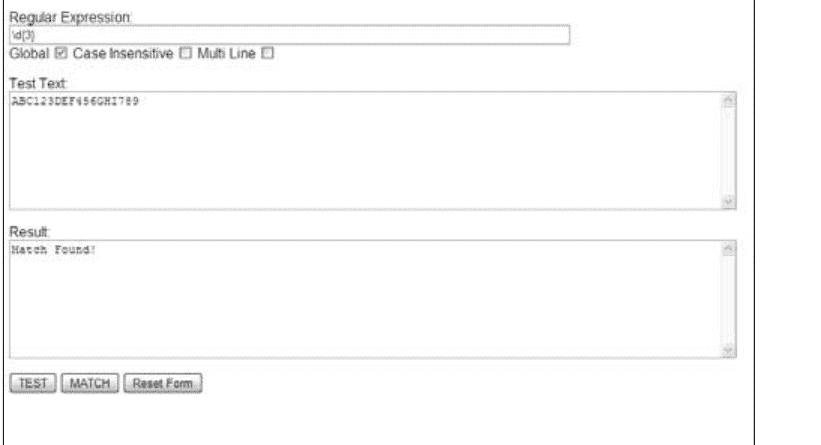 Regular Expression:
\d{3}
Global Case Insensitive Multi Line
Test Text:
ABC123DEF456GHI789
Result:
Match Found!
TEST MATCH Reset Form